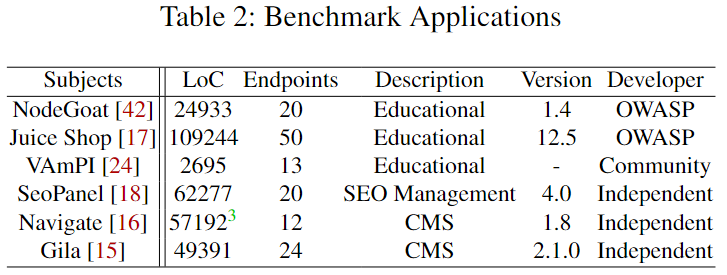 Table 2: Benchmark Applications
Subjects LoC Endpoints Description Version Developer
NodeGoat [42] 24933 20 Educational 1.4 OWASP
Juice Shop [17] 109244 50 Educational 12.5 OWASP
VAmPI [24] 2695 13 Educational - Community
SeoPanel [18] 62277 20 SEO Management 4.0 Independent
Navigate [16] 57192³ 12 CMS 1.8 Independent
Gila [15] 49391 24 CMS 2.1.0 Independent